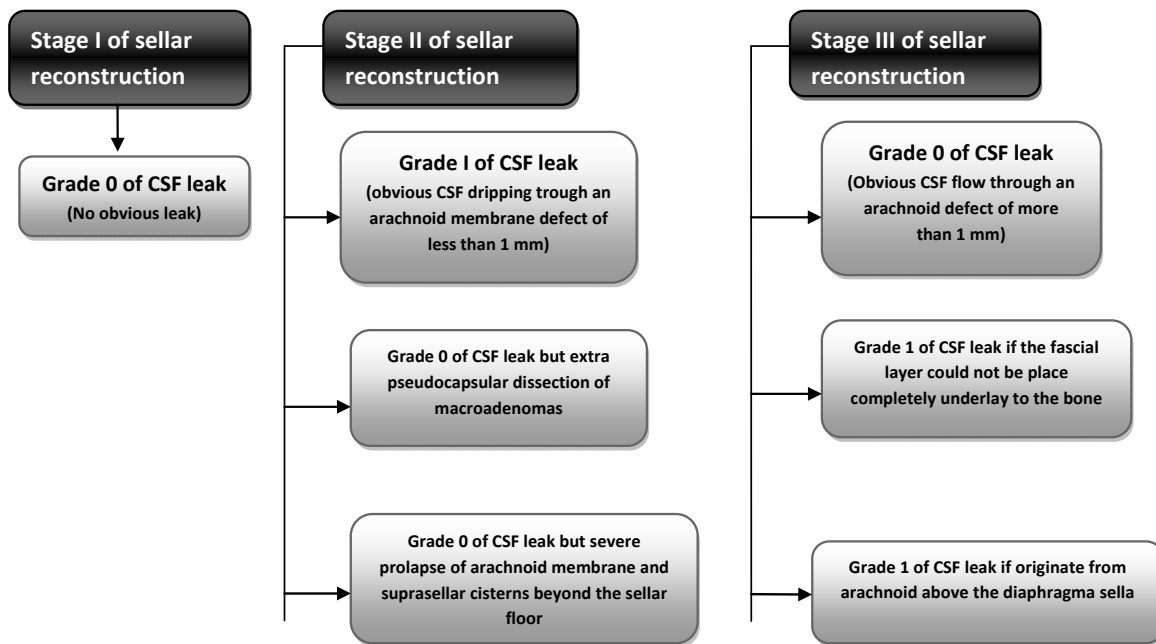 Stage I of sellar
reconstruction
Grade 0 of CSF leak
(No obvious leak)
Stage II of sellar
reconstruction
Grade I of CSF leak
(obvious CSF dripping trough an
arachnoid membrane defect of
less than 1 mm)
Grade 0 of CSF leak but extra
pseudocapsular dissection of
macroadenomas
Grade 0 of CSF leak but severe
prolapse of arachnoid membrane and
suprasellar cisterns beyond the sellar
floor
Stage III of sellar
reconstruction
Grade 0 of CSF leak
(Obvious CSF flow through an
arachnoid defect of more
than 1 mm)
Grade 1 of CSF leak if the fascial
layer could not be place
completely underlay to the bone
Grade 1 of CSF leak if originate from
arachnoid above the diaphragma sella